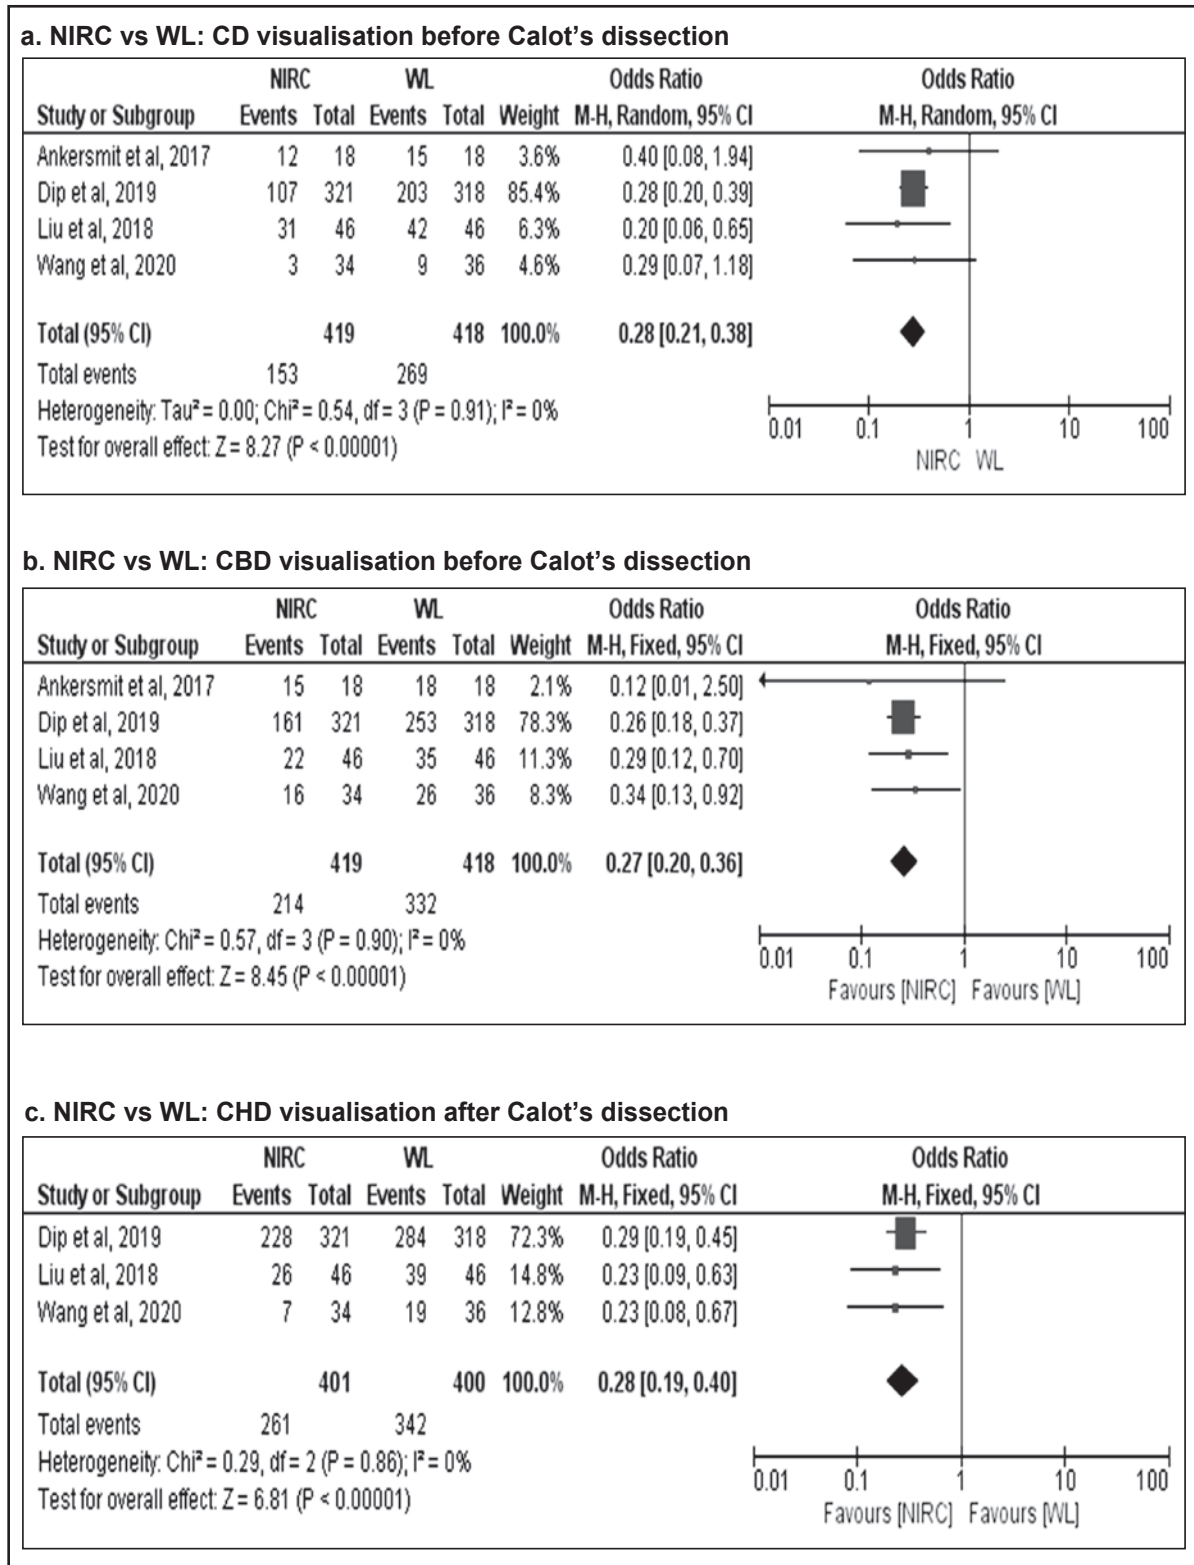 a. NIRC vs WL: CD visualisation before Calot’s dissection
NIRC WL Odds Ratio Odds Ratio
Study or Subgroup Events Total Events Total Weight M-H, Random, 95% CI M-H, Random, 95% CI
Ankersmit et al, 2017 12 18 15 18 3.6% 0.40 [0.08, 1.94]
Dip et al, 2019 107 321 203 318 85.4% 0.28 [0.20, 0.39]
Liu et al, 2018 31 46 42 46 6.3% 0.20 [0.06, 0.65]
Wang et al, 2020 3 34 9 36 4.6% 0.29 [0.07, 1.18]
Total (95% CI) 419 418 100.0% 0.28 [0.21, 0.38]
Total events 153 269
Heterogeneity: Tau² = 0.00; Chi² = 0.54, df = 3 (P = 0.91); I² = 0%
Test for overall effect: Z = 8.27 (P < 0.00001)
0.01 0.1 1 10 100
NIRC WL
b. NIRC vs WL: CBD visualisation before Calot’s dissection
NIRC WL Odds Ratio Odds Ratio
Study or Subgroup Events Total Events Total Weight M-H, Fixed, 95% CI M-H, Fixed, 95% CI
Ankersmit et al, 2017 15 18 18 18 2.1% 0.12 [0.01, 2.50]
Dip et al, 2019 161 321 253 318 78.3% 0.26 [0.18, 0.37]
Liu et al, 2018 22 46 35 46 11.3% 0.29 [0.12, 0.70]
Wang et al, 2020 16 34 26 36 8.3% 0.34 [0.13, 0.92]
Total (95% CI) 419 418 100.0% 0.27 [0.20, 0.36]
Total events 214 332
Heterogeneity: Chi² = 0.57, df = 3 (P = 0.90); I² = 0%
Test for overall effect: Z = 8.45 (P < 0.00001)
0.01 0.1 1 10 100
Favours [NIRC] Favours [WL]
c. NIRC vs WL: CHD visualisation after Calot’s dissection
NIRC WL Odds Ratio Odds Ratio
Study or Subgroup Events Total Events Total Weight M-H, Fixed, 95% CI M-H, Fixed, 95% CI
Dip et al, 2019 228 321 284 318 72.3% 0.29 [0.19, 0.45]
Liu et al, 2018 26 46 39 46 14.8% 0.23 [0.09, 0.63]
Wang et al, 2020 7 34 19 36 12.8% 0.23 [0.08, 0.67]
Total (95% CI) 401 400 100.0% 0.28 [0.19, 0.40]
Total events 261 342
Heterogeneity: Chi² = 0.29, df = 2 (P = 0.86); I² = 0%
Test for overall effect: Z = 6.81 (P < 0.00001)
0.01 0.1 1 10 100
Favours [NIRC] Favours [WL]